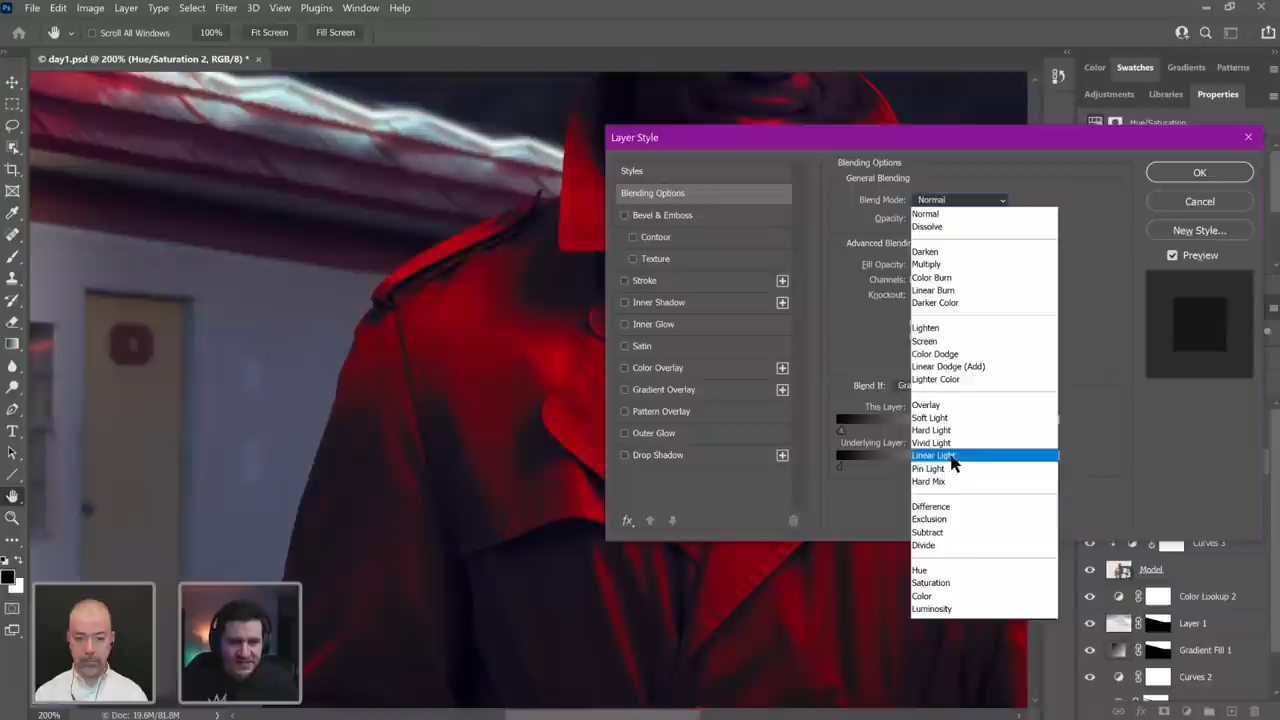 Ps File Edit Image Layer Type Select Filter 3D View Plugins Window Help
Scroll All Windows 100% Fit Screen Fill Screen
© day1.psd @ 200% (Hue/Saturation 2, RGB/8) * ×
Color Swatches Gradients Patterns
Adjustments Libraries Properties
Hue/Saturation
Layer Style
Styles
Blending Options
Bevel & Emboss
Contour
Texture
Stroke
Inner Shadow
Inner Glow
Satin
Color Overlay
Gradient Overlay
Pattern Overlay
Outer Glow
Drop Shadow
fx
Blending Options
General Blending
Blend Mode: Normal
Opacity:
Advanced Blendin
Fill Opacity:
Channels:
Knockout:
Blend If: Gra
This Layer:
Underlying Layer:
Normal
Dissolve
Darken
Multiply
Color Burn
Linear Burn
Darker Color
Lighten
Screen
Color Dodge
Linear Dodge (Add)
Lighter Color
Overlay
Soft Light
Hard Light
Vivid Light
Linear Light
Pin Light
Hard Mix
Difference
Exclusion
Subtract
Divide
Hue
Saturation
Color
Luminosity
OK
Cancel
New Style...
Preview
Curves 3
Model
Color Lookup 2
Layer 1
Gradient Fill 1
Curves 2
fx
200% © Doc: 19.6M/81.8M